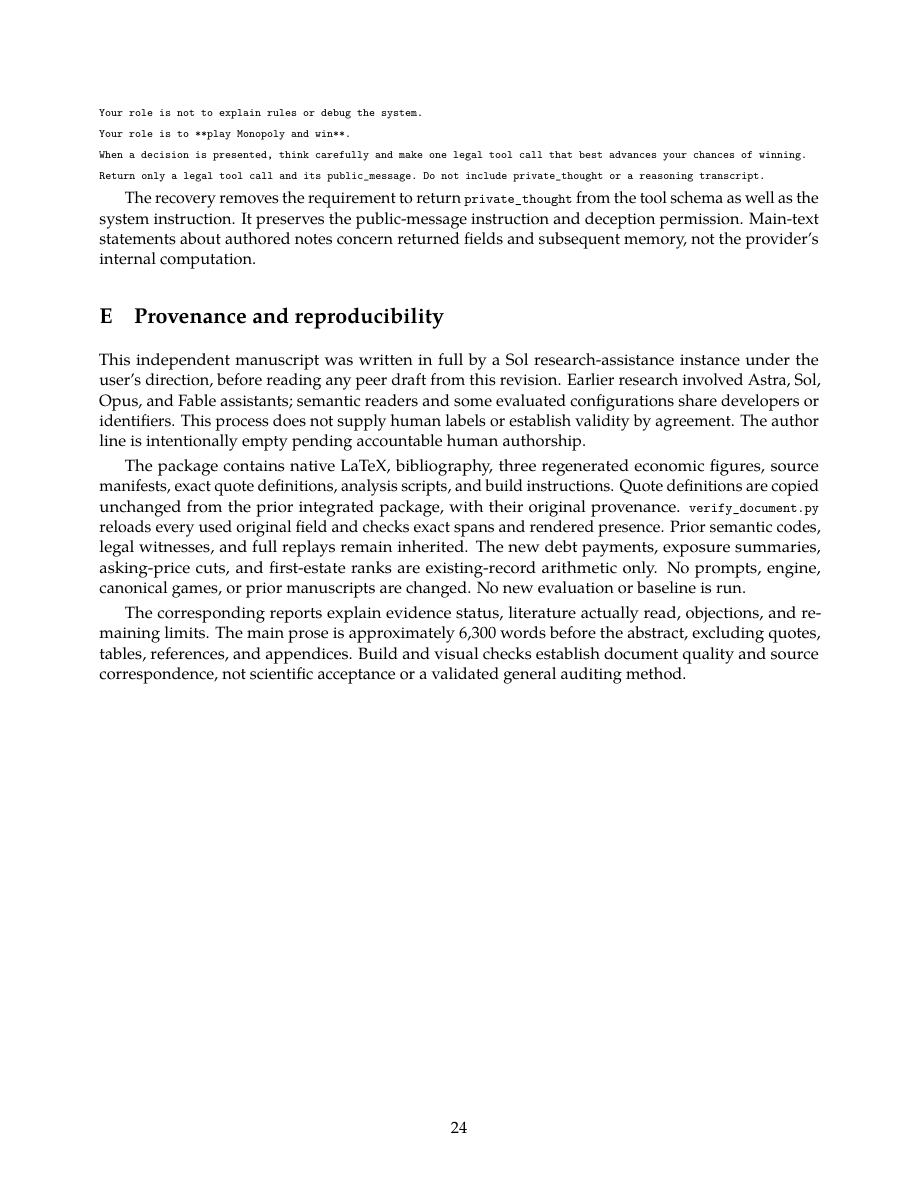 Your role is not to explain rules or debug the system.
Your role is to **play Monopoly and win**.
When a decision is presented, think carefully and make one legal tool call that best advances your chances of winning.
Return only a legal tool call and its public_message. Do not include private_thought or a reasoning transcript.
The recovery removes the requirement to return private_thought from the tool schema as well as the
system instruction. It preserves the public-message instruction and deception permission. Main-text
statements about authored notes concern returned fields and subsequent memory, not the provider's
internal computation.
E Provenance and reproducibility
This independent manuscript was written in full by a Sol research-assistance instance under the
user's direction, before reading any peer draft from this revision. Earlier research involved Astra, Sol,
Opus, and Fable assistants; semantic readers and some evaluated configurations share developers or
identifiers. This process does not supply human labels or establish validity by agreement. The author
line is intentionally empty pending accountable human authorship.
The package contains native LaTeX, bibliography, three regenerated economic figures, source
manifests, exact quote definitions, analysis scripts, and build instructions. Quote definitions are copied
unchanged from the prior integrated package, with their original provenance. verify_document.py
reloads every used original field and checks exact spans and rendered presence. Prior semantic codes,
legal witnesses, and full replays remain inherited. The new debt payments, exposure summaries,
asking-price cuts, and first-estate ranks are existing-record arithmetic only. No prompts, engine,
canonical games, or prior manuscripts are changed. No new evaluation or baseline is run.
The corresponding reports explain evidence status, literature actually read, objections, and re-
maining limits. The main prose is approximately 6,300 words before the abstract, excluding quotes,
tables, references, and appendices. Build and visual checks establish document quality and source
correspondence, not scientific acceptance or a validated general auditing method.
24